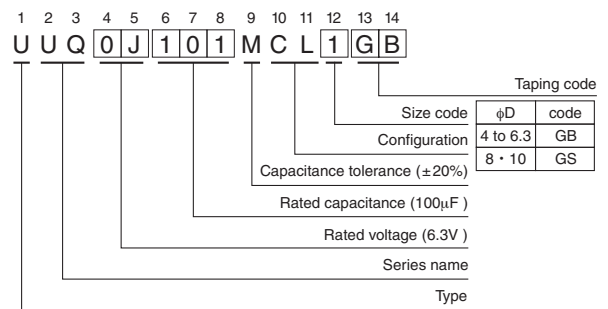 1 2 3 4 5 6 7 8 9 10 11 12 13 14
U U Q 0 J 1 0 1 M C L 1 G B
Taping code
Size code
Configuration
Capacitance tolerance (±20%)
Rated capacitance (100µF)
Rated voltage (6.3V )
Series name
Type
ϕD code
4 to 6.3 GB
8・10 GS